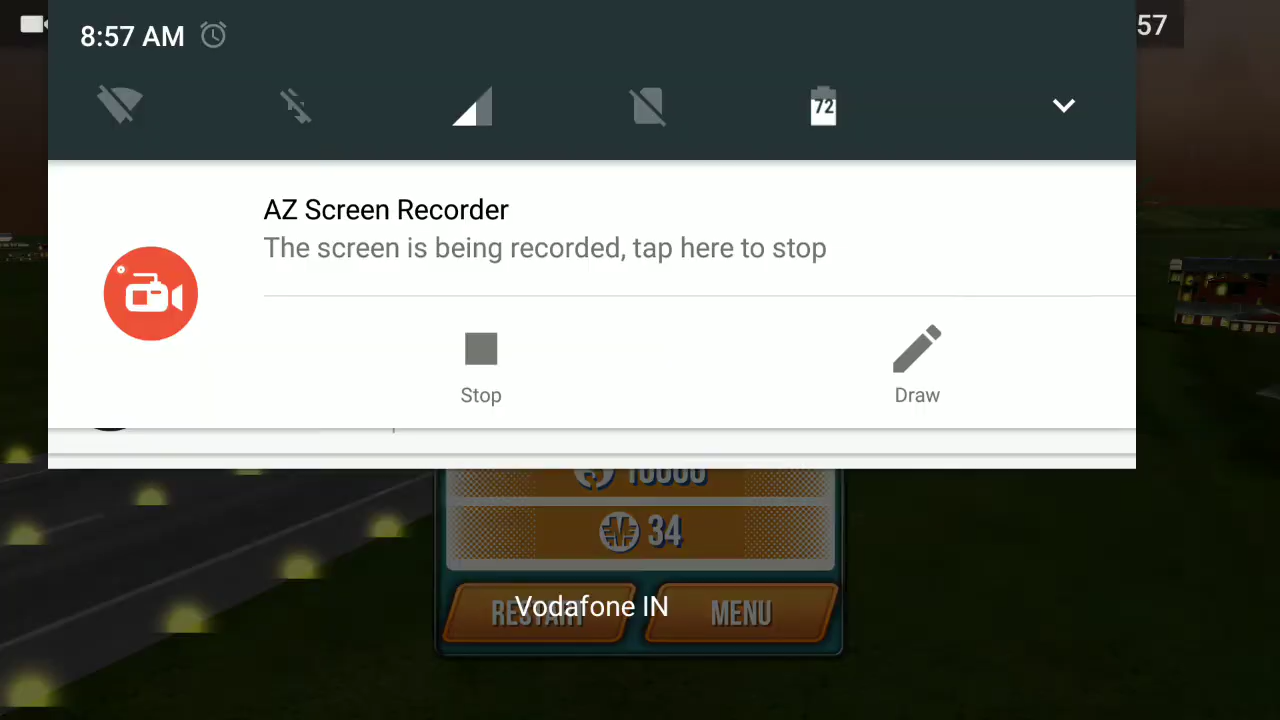 57
8:57 AM
72
AZ Screen Recorder
The screen is being recorded, tap here to stop
Stop
Draw
10000
34
RESTART
MENU
Vodafone IN